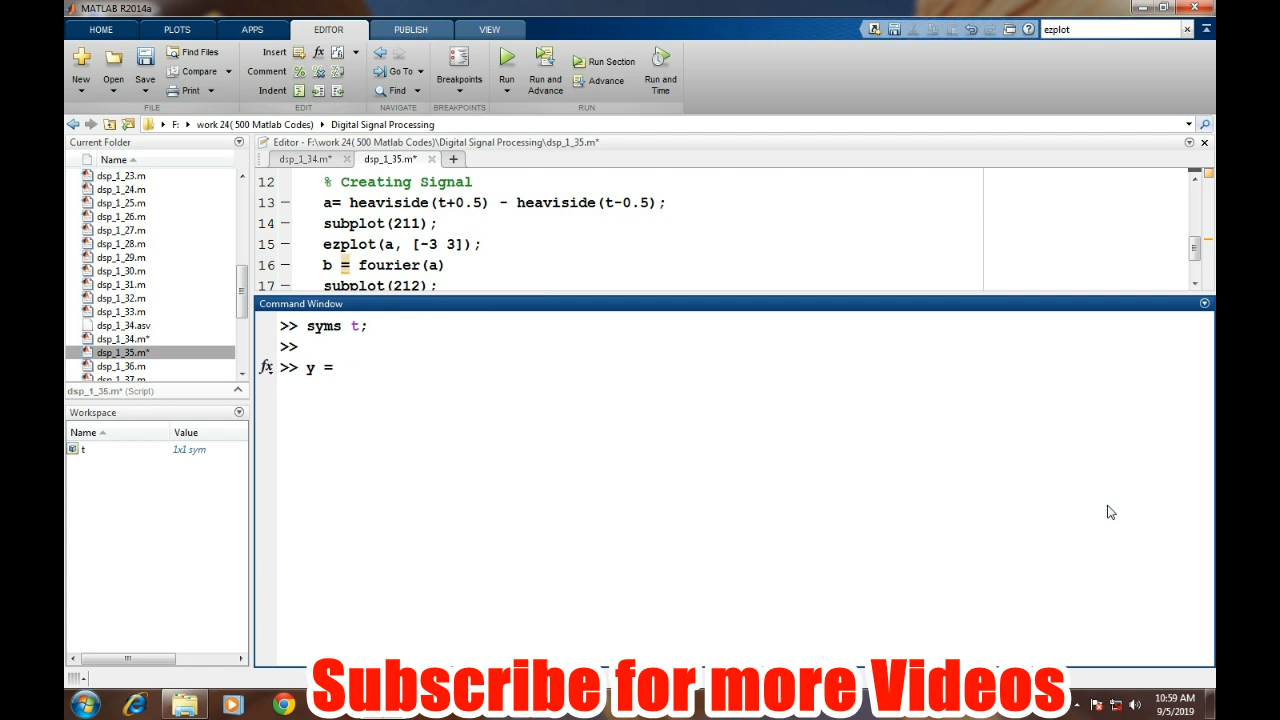 MATLAB R2014a
HOME PLOTS APPS EDITOR PUBLISH VIEW
ezplot
New Open Save
Find Files
Compare
Print
FILE
Insert fx
Comment
Indent
EDIT
Go To
Find
NAVIGATE
Breakpoints
BREAKPOINTS
Run
Run and
Advance
Run Section
Advance
Run and
Time
RUN
F: work 24( 500 Matlab Codes) Digital Signal Processing
Current Folder
Name
dsp_1_23.m
dsp_1_24.m
dsp_1_25.m
dsp_1_26.m
dsp_1_27.m
dsp_1_28.m
dsp_1_29.m
dsp_1_30.m
dsp_1_31.m
dsp_1_32.m
dsp_1_33.m
dsp_1_34.asv
dsp_1_34.m*
dsp_1_35.m*
dsp_1_36.m
dsp_1_37.m
dsp_1_35.m* (Script)
Workspace
Name Value
t 1x1 sym
Editor - F:\work 24( 500 Matlab Codes)\Digital Signal Processing\dsp_1_35.m*
dsp_1_34.m* dsp_1_35.m*
12 % Creating Signal
13 – a= heaviside(t+0.5) - heaviside(t-0.5);
14 – subplot(211);
15 – ezplot(a, [-3 3]);
16 – b = fourier(a)
17 – subplot(212);
Command Window
>> syms t;
>>
fx >> y =
Subscribe for more Videos
10:59 AM
9/5/2019